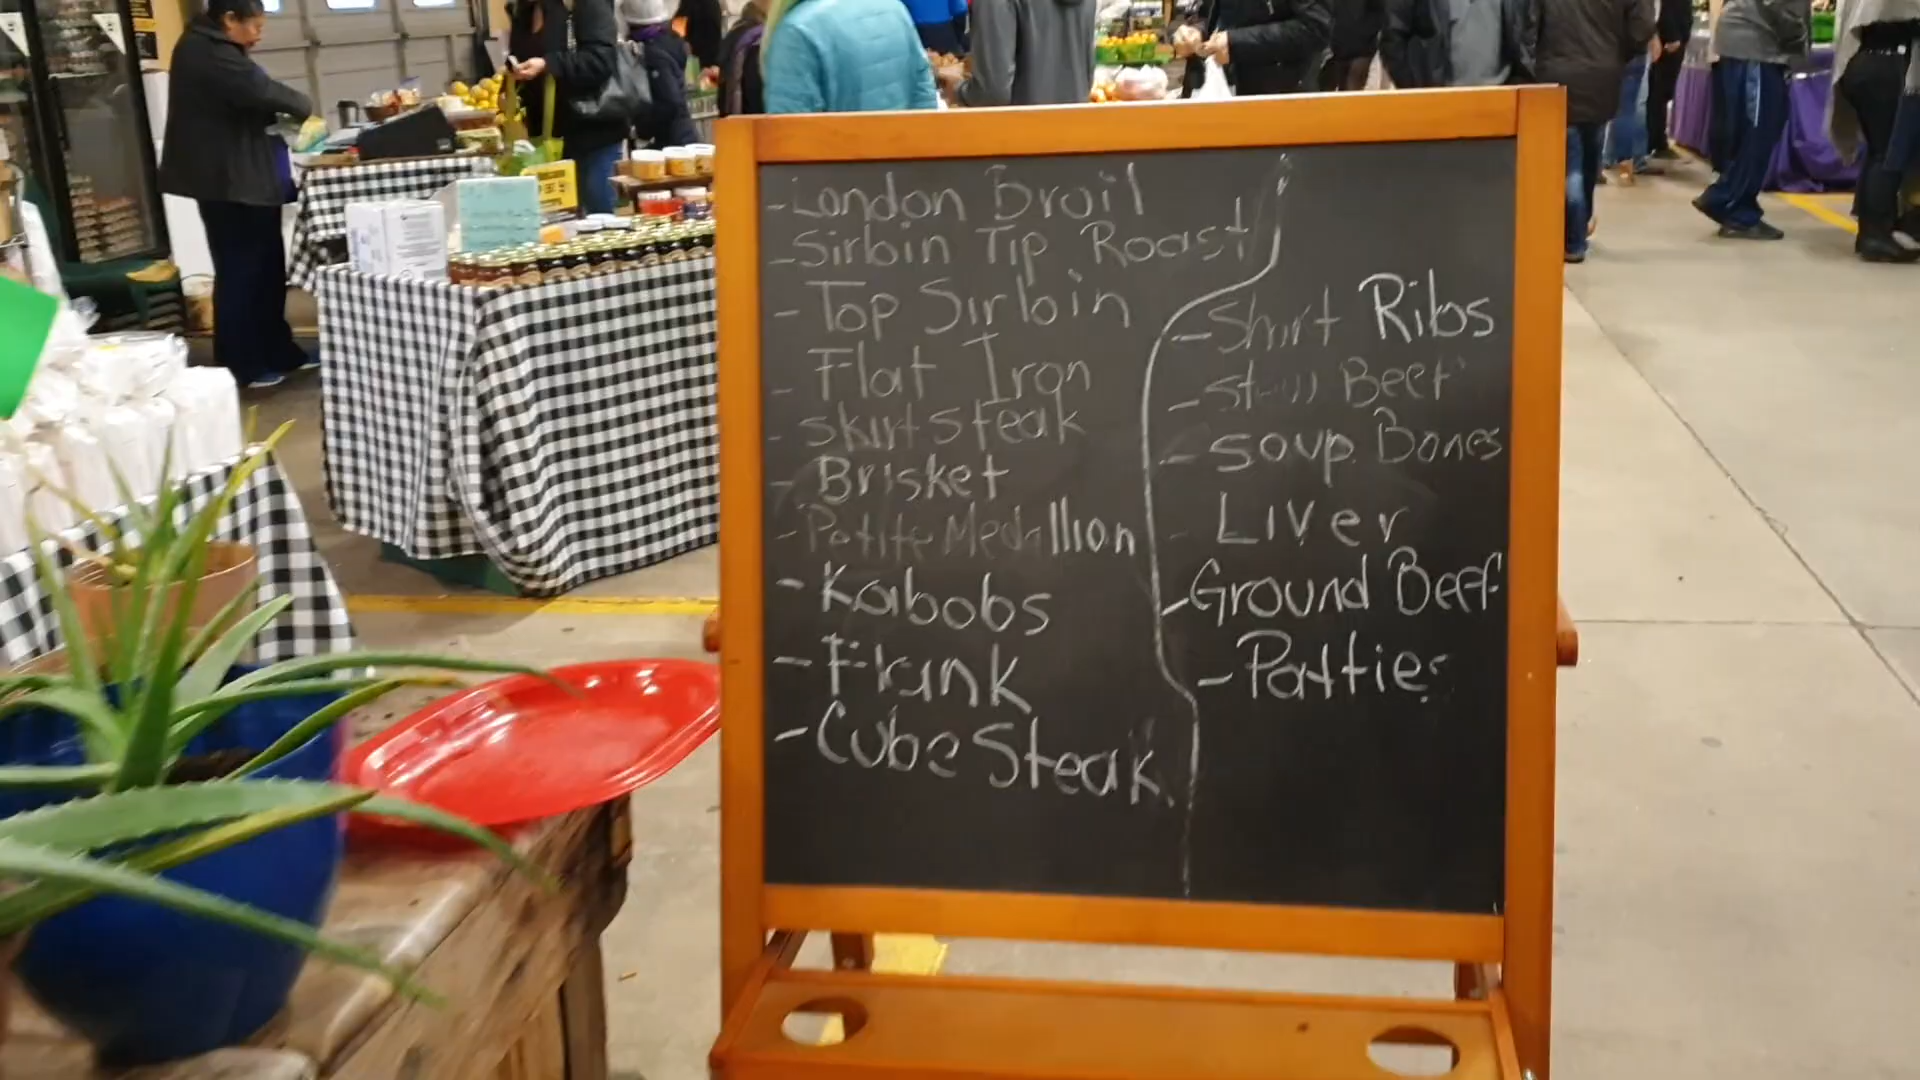 -London Broil
-Sirloin Tip Roast
- Top Sirloin
- Flat Iron
- Skirt Steak
- Brisket
- Petite Medallion
- Kabobs
- Flank
- Cube Steak
- Short Ribs
- Stew Beef
- Soup Bones
- Liver
-Ground Beef
- Patties